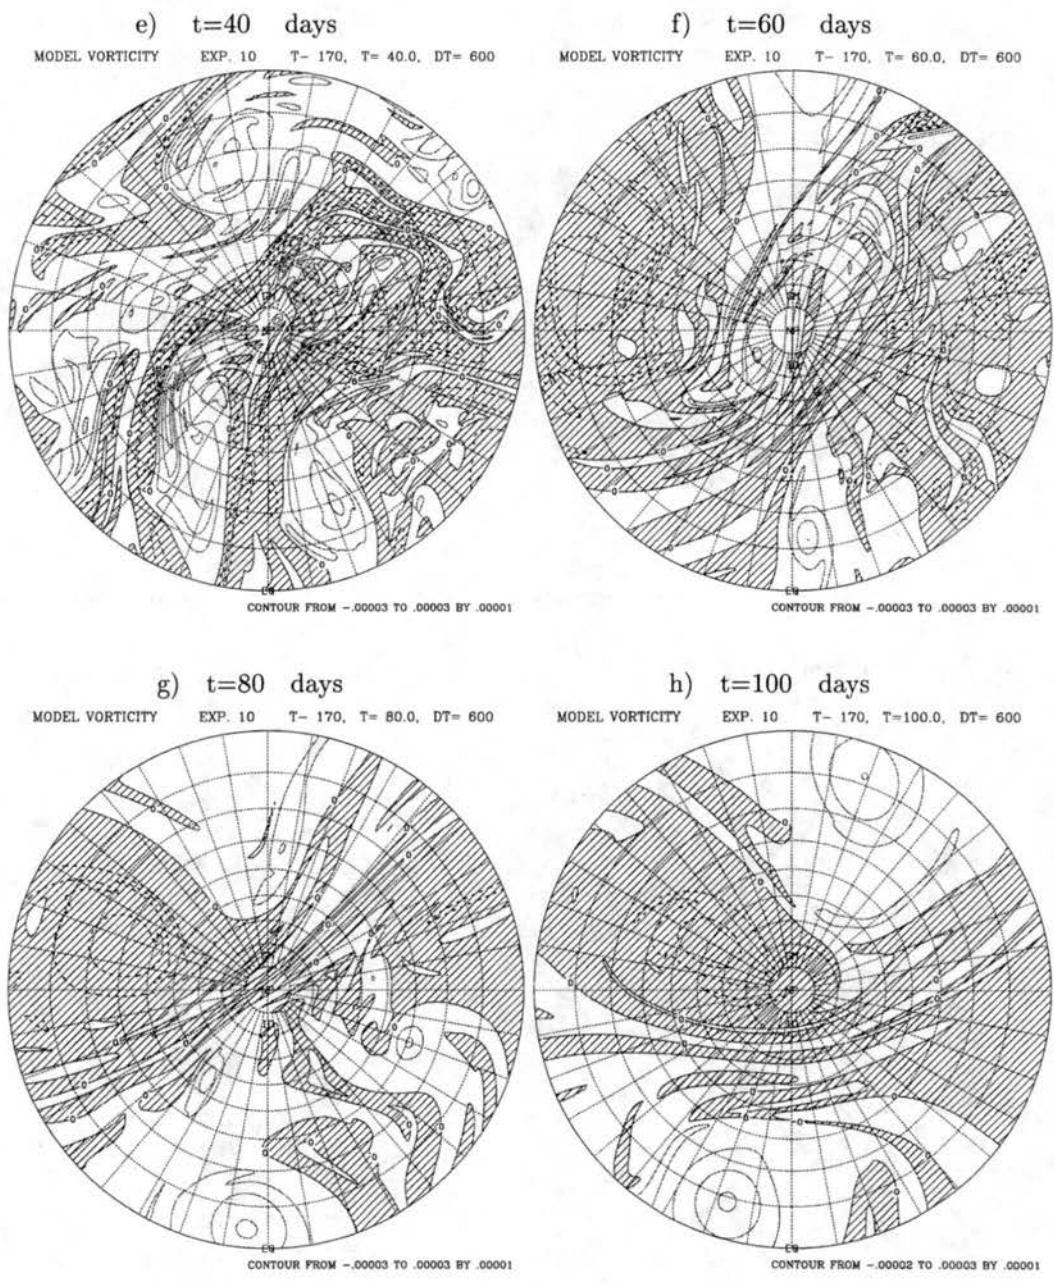 e) t=40 days
MODEL VORTICITY EXP. 10 T- 170, T= 40.0, DT= 600
CONTOUR FROM -.00003 TO .00003 BY .00001
f) t=60 days
MODEL VORTICITY EXP. 10 T- 170, T= 60.0, DT= 600
CONTOUR FROM -.00003 TO .00003 BY .00001
g) t=80 days
MODEL VORTICITY EXP. 10 T- 170, T= 80.0, DT= 600
CONTOUR FROM -.00003 TO .00003 BY .00001
h) t=100 days
MODEL VORTICITY EXP. 10 T- 170, T=100.0, DT= 600
CONTOUR FROM -.00002 TO .00003 BY .00001